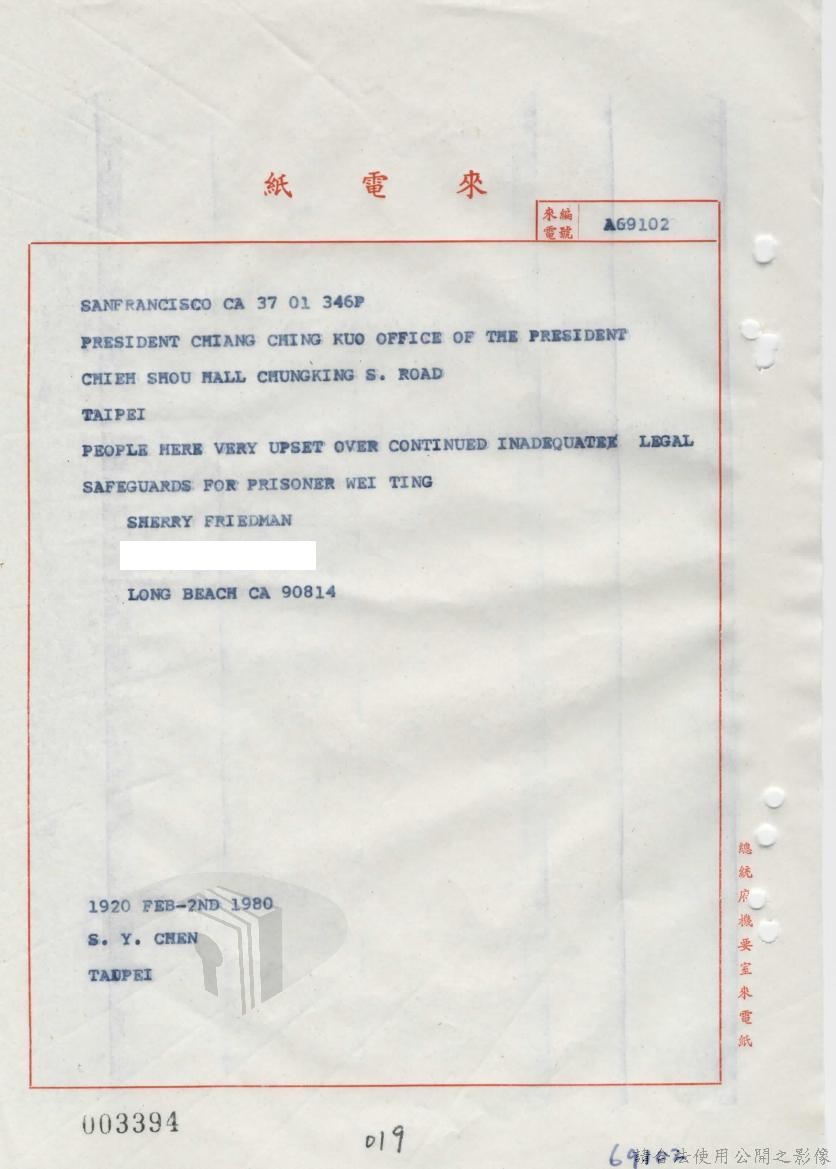 來電紙
來電
編號
A69102
SANFRANCISCO CA 37 01 346P
PRESIDENT CHIANG CHING KUO OFFICE OF THE PRESIDENT
CHIEH SHOU HALL CHUNGKING S. ROAD
TAIPEI
PEOPLE HERE VERY UPSET OVER CONTINUED INADEQUATE LEGAL
SAFEGUARDS FOR PRISONER WEI TING
SHERRY FRIEDMAN
LONG BEACH CA 90814
1920 FEB-2ND 1980
S. Y. CHEN
TAIPEI
總統府機要室來電紙
003394
019
69102
請合法使用公開之影像